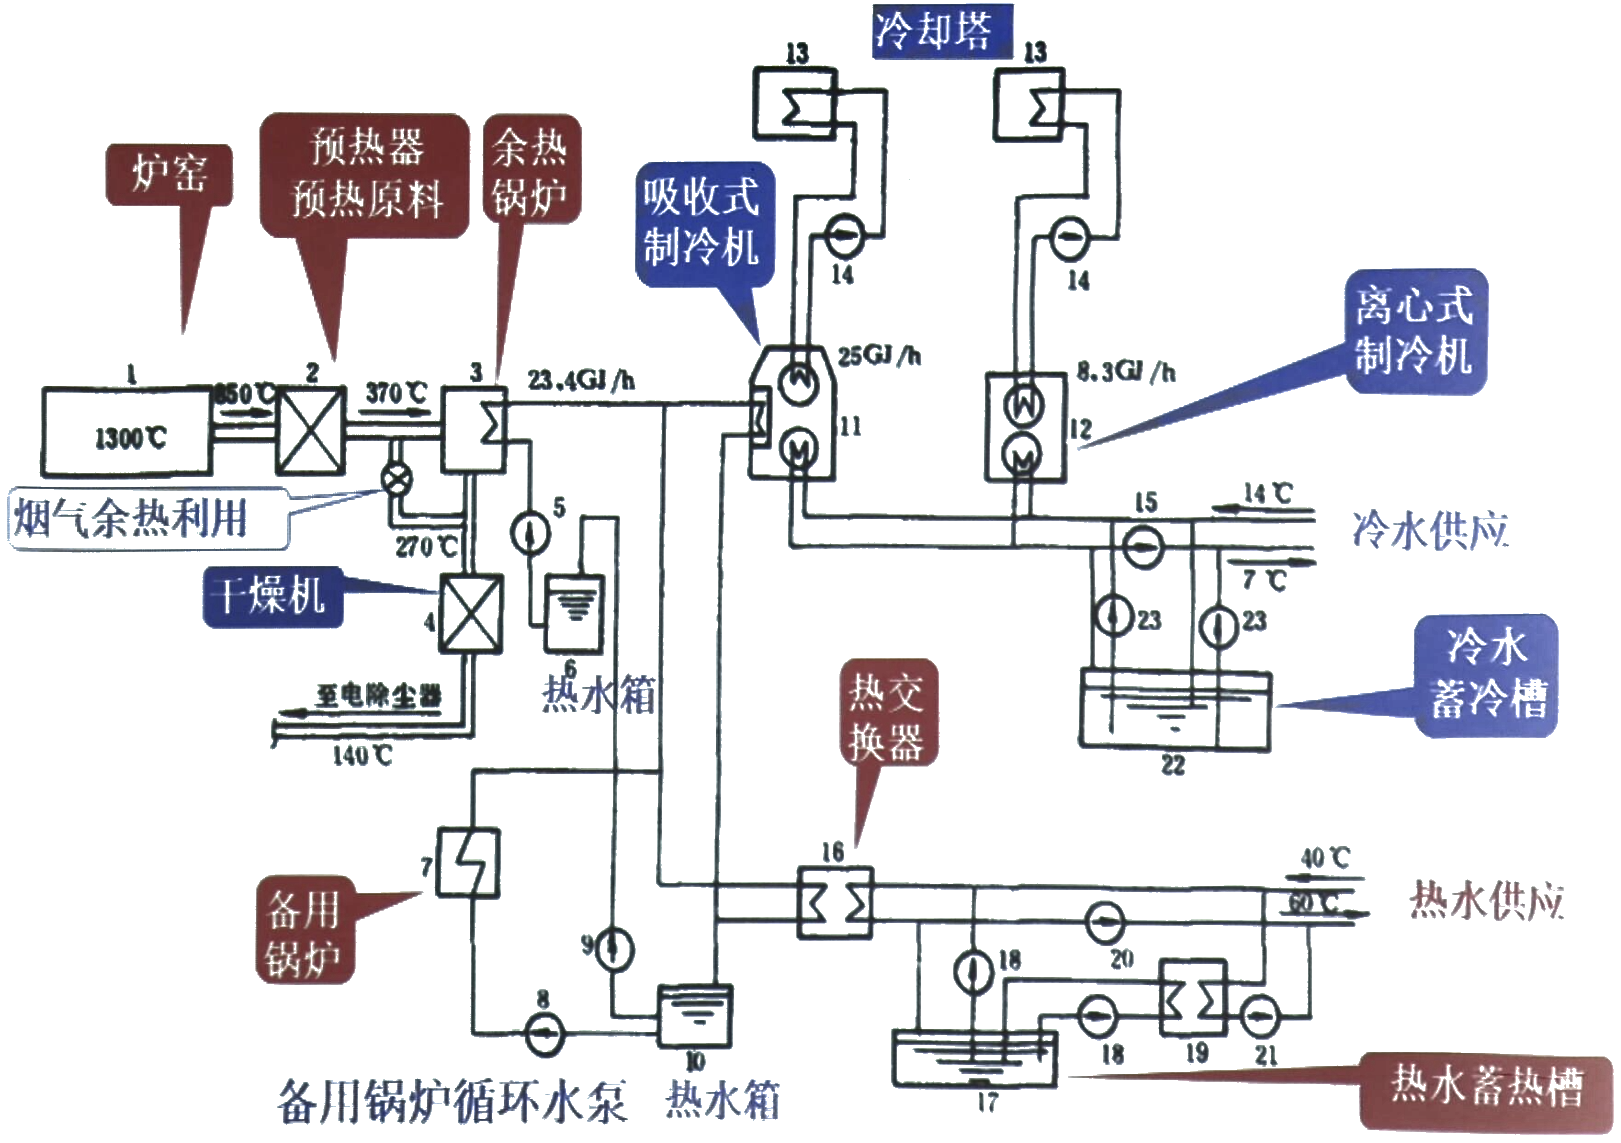 冷却塔
13
13
炉窑
预热器
预热原料
余热
锅炉
吸收式
制冷机
14
14
离心式
制冷机
1
2
3
850℃
370℃
23.4GJ/h
25GJ/h
8.3GJ/h
1300℃
11
12
烟气余热利用
270℃
5
15
14℃
冷水供应
7℃
干燥机
4
6
热水箱
23
23
冷水
蓄冷槽
至电除尘器
140℃
热交
换器
22
7
16
40℃
60℃
热水供应
备用
锅炉
9
18
20
8
10
18
19
21
备用锅炉循环水泵
热水箱
17
热水蓄热槽